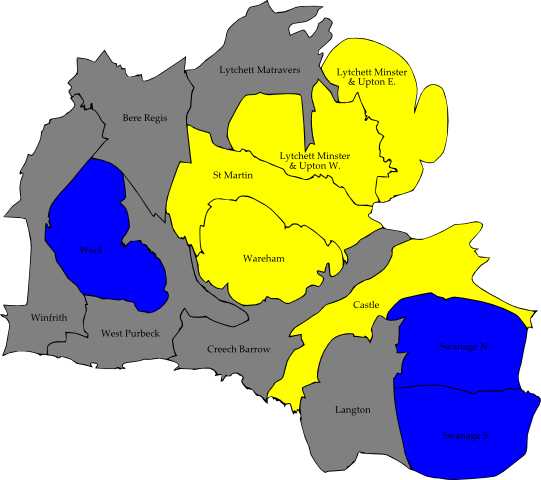 Lytchett Matravers
Lytchett Minster
& Upton E.
Bere Regis
Lytchett Minster
& Upton W.
St Martin
Wool
Wareham
Castle
Winfrith
West Purbeck
Creech Barrow
Swanage N.
Langton
Swanage S.